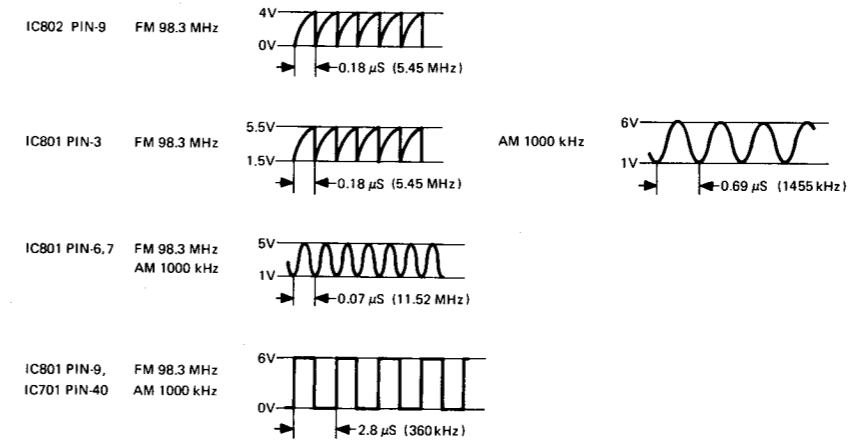 IC802 PIN-9 FM 98.3 MHz
4V
0V
0.18 μS (5.45 MHz)
IC801 PIN-3 FM 98.3 MHz
5.5V
1.5V
0.18 μS (5.45 MHz)
AM 1000 kHz
6V
1V
0.69 μS (1455 kHz)
IC801 PIN-6,7 FM 98.3 MHz
AM 1000 kHz
5V
1V
0.07 μS (11.52 MHz)
IC801 PIN-9, FM 98.3 MHz
IC701 PIN-40 AM 1000 kHz
6V
0V
2.8 μS (360 kHz)